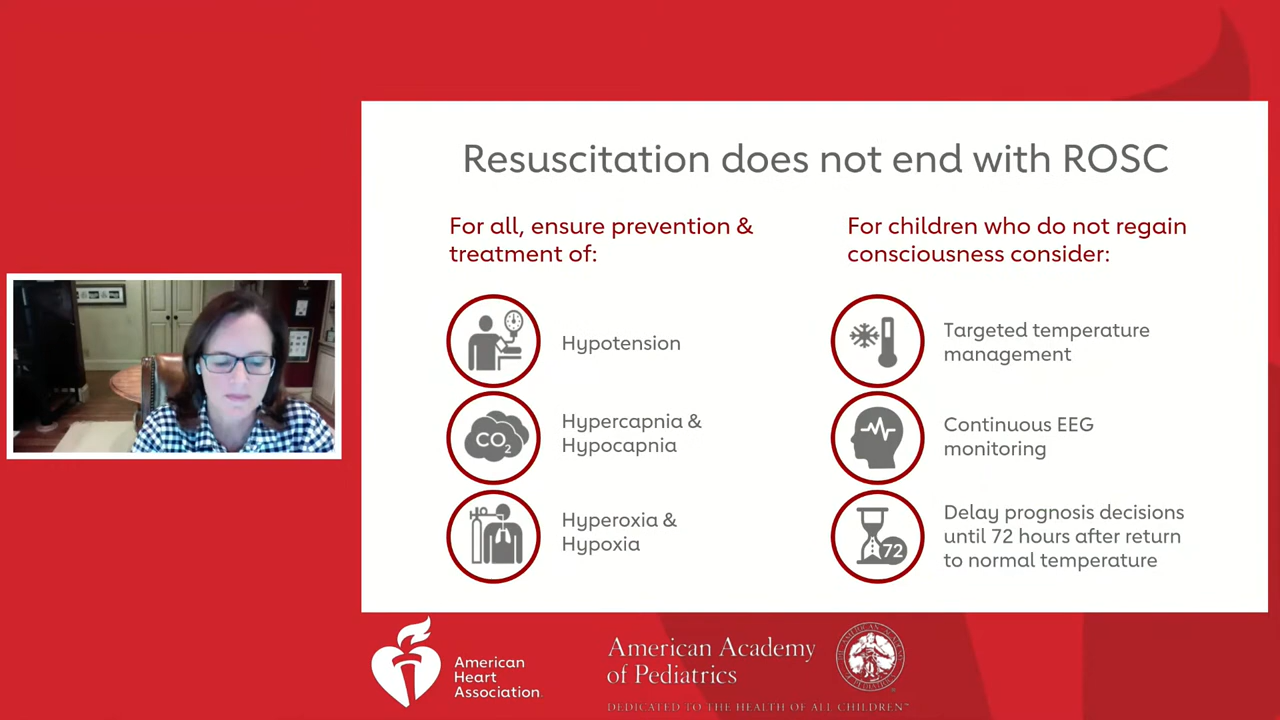 Resuscitation does not end with ROSC
For all, ensure prevention &
treatment of:
Hypotension
CO2
Hypercapnia &
Hypocapnia
Hyperoxia &
Hypoxia
For children who do not regain
consciousness consider:
Targeted temperature
management
Continuous EEG
monitoring
72
Delay prognosis decisions
until 72 hours after return
to normal temperature
American
Heart
Association.
American Academy
of Pediatrics
DEDICATED TO THE HEALTH OF ALL CHILDREN™